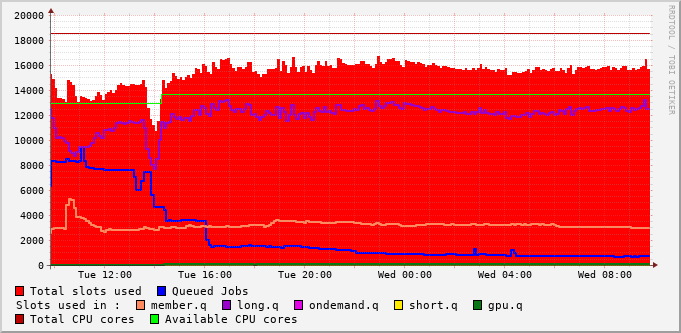 20000
18000
16000
14000
12000
10000
8000
6000
4000
2000
0
Tue 12:00 Tue 16:00 Tue 20:00 Wed 00:00 Wed 04:00 Wed 08:00
Total slots used Queued Jobs
Slots used in : member.q long.q ondemand.q short.q gpu.q
Total CPU cores Available CPU cores
RRDTOOL / TOBI OETIKER